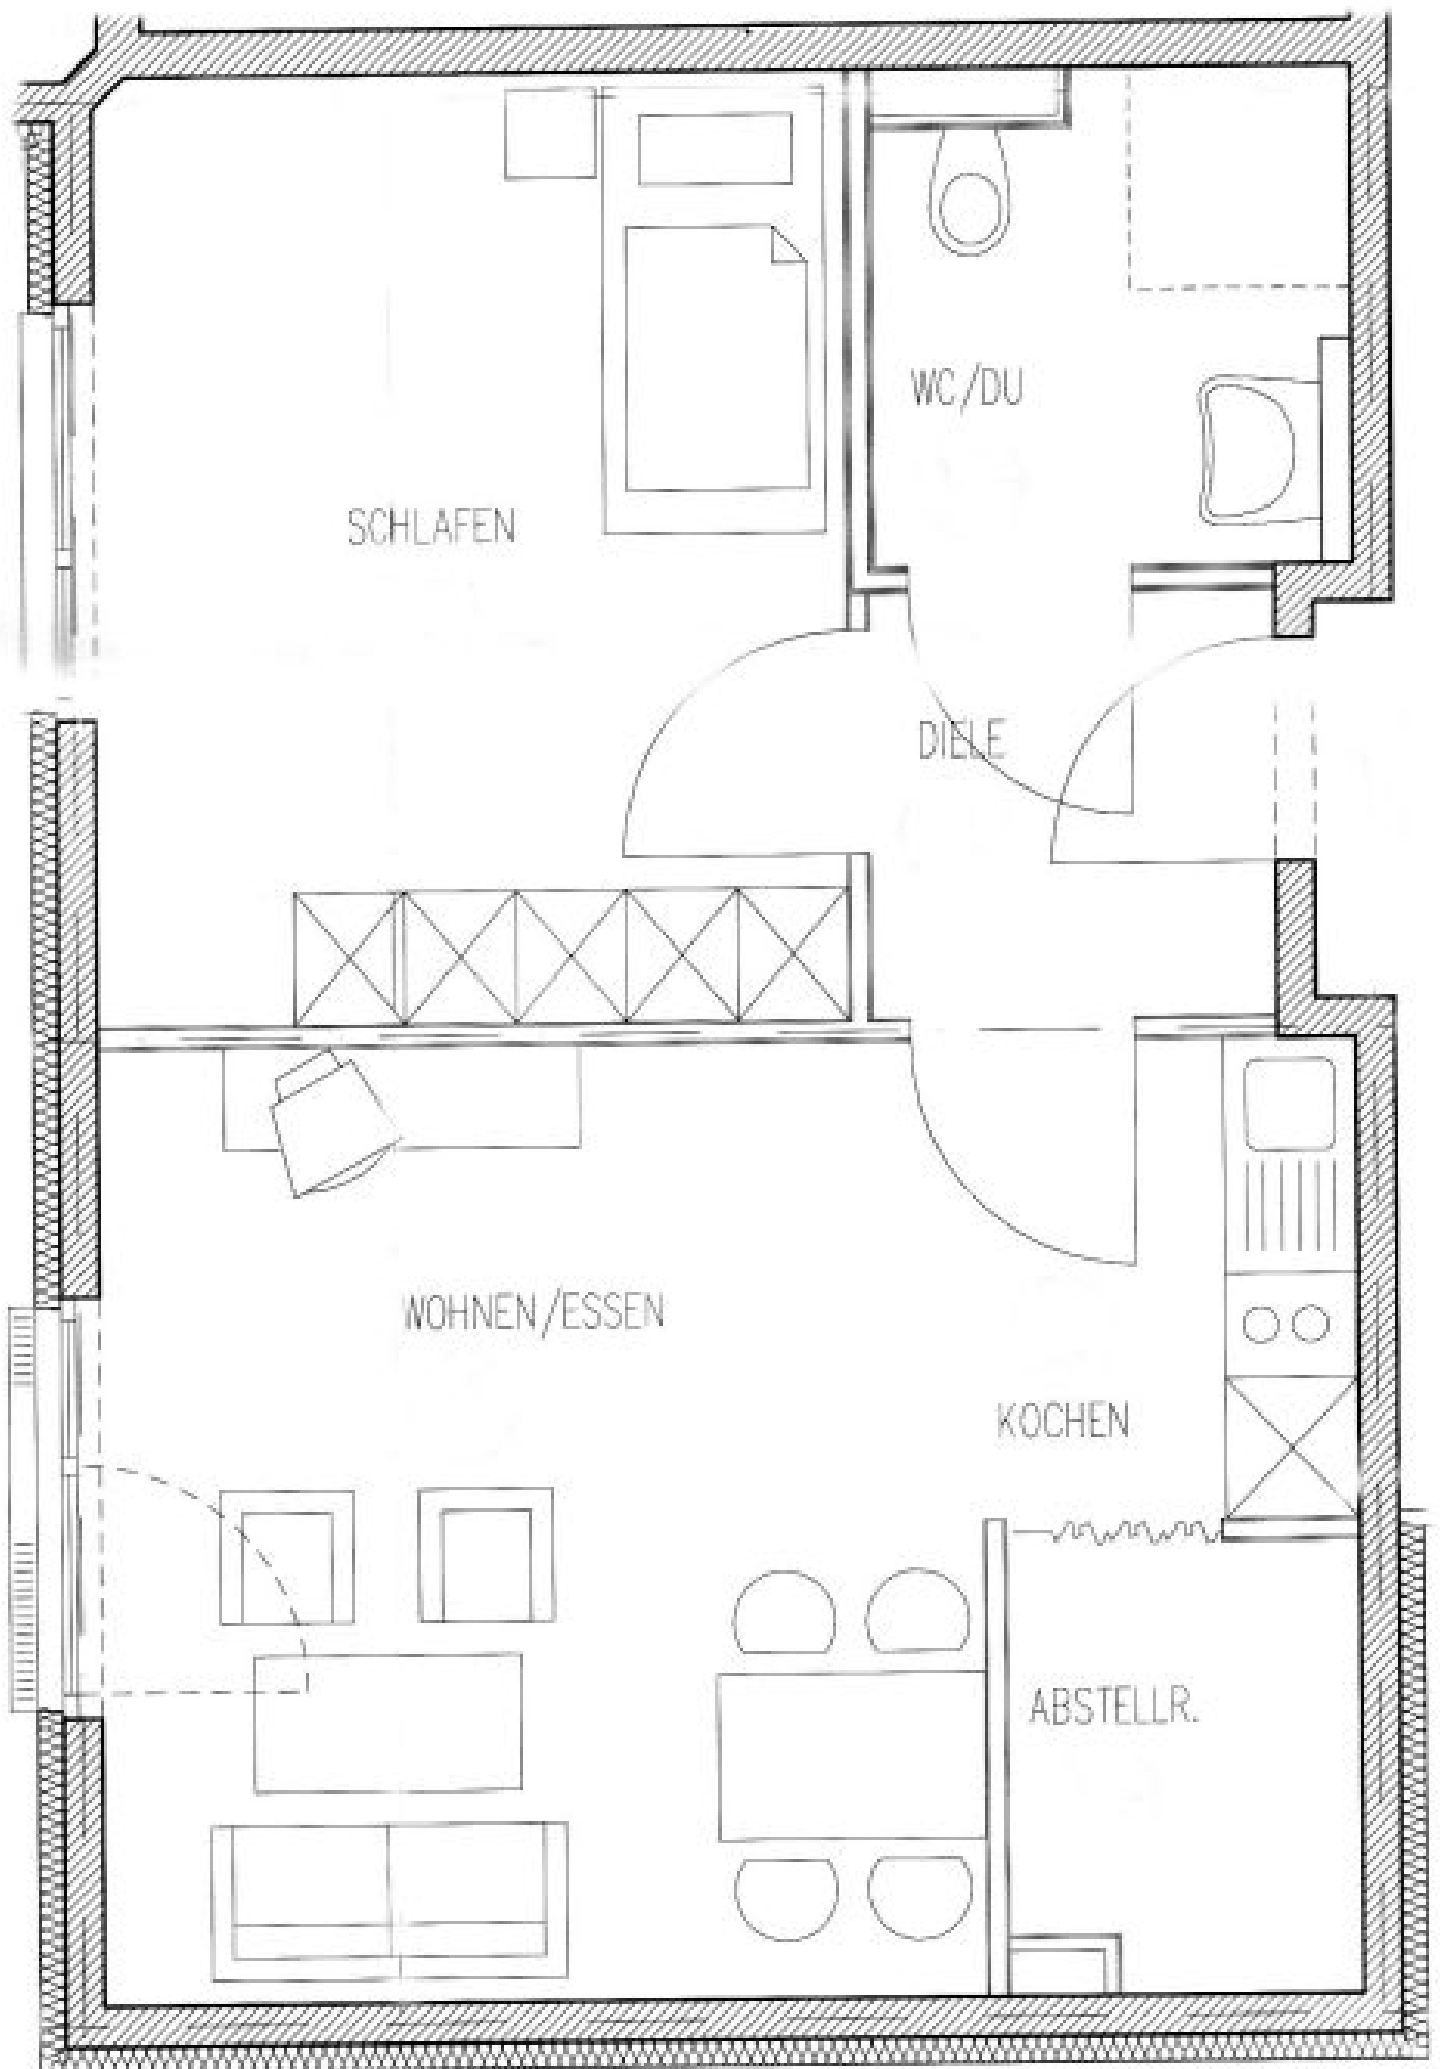 WC/DU
SCHLAFEN
DIELE
WOHNEN/ESSEN
KOCHEN
ABSTELLR.